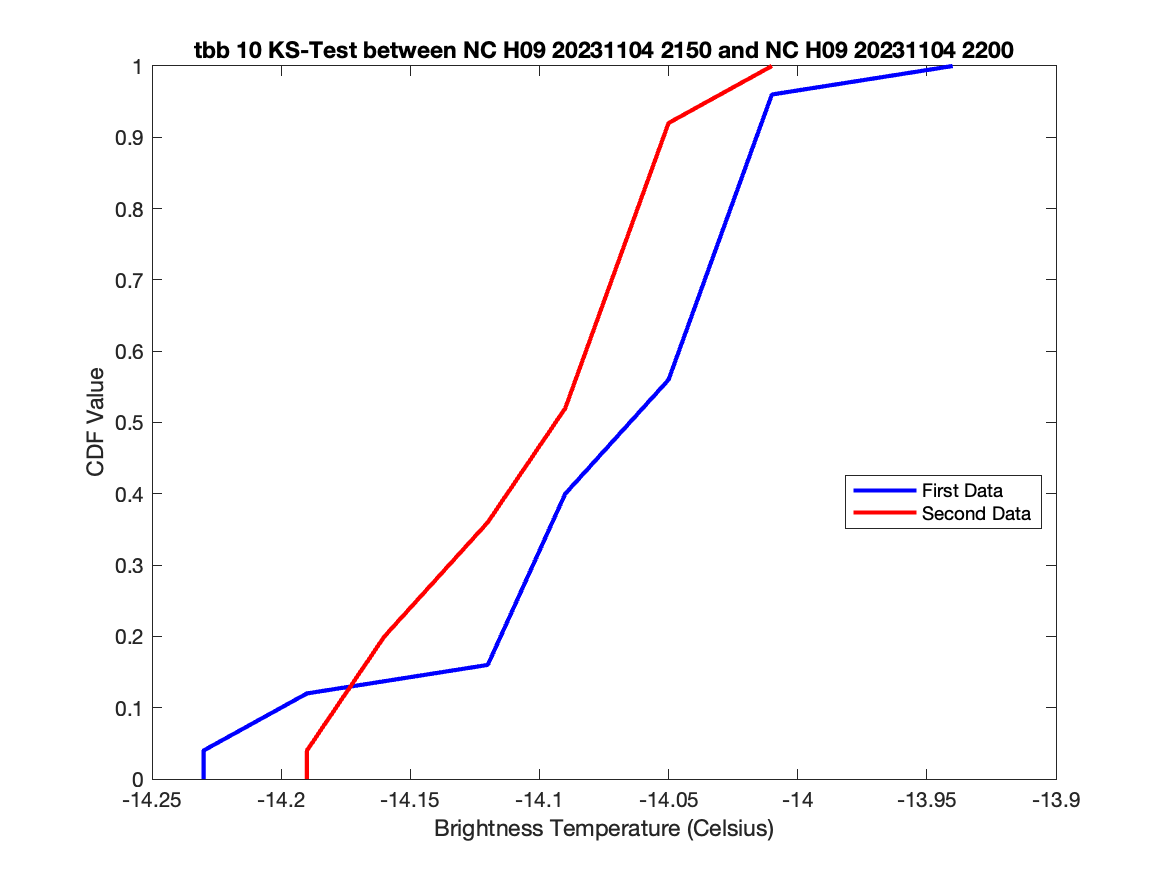 tbb 10 KS-Test between NC H09 20231104 2150 and NC H09 20231104 2200
1
0.9
0.8
0.7
0.6
0.5
0.4
0.3
0.2
0.1
0
CDF Value
First Data
Second Data
-14.25 -14.2 -14.15 -14.1 -14.05 -14 -13.95 -13.9
Brightness Temperature (Celsius)